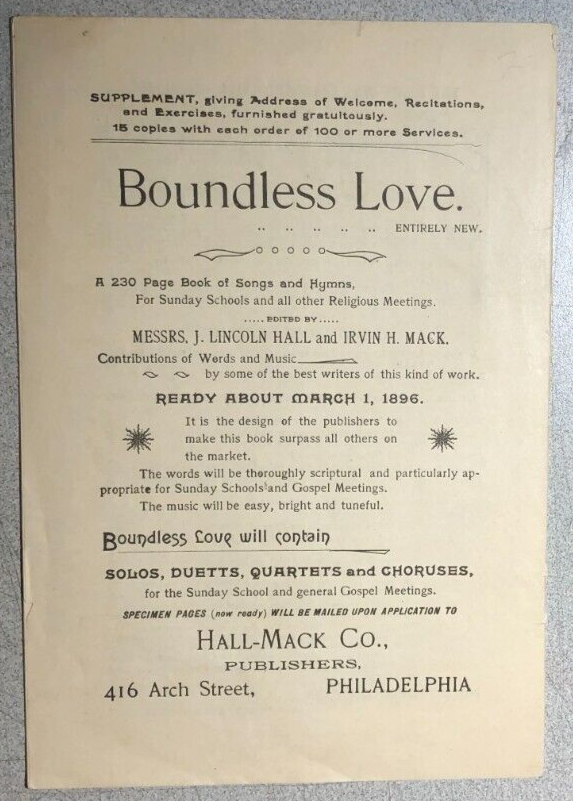 SUPPLEMENT, giving Address of Welcome, Recitations,
and Exercises, furnished gratuitously.
15 copies with each order of 100 or more Services.
Boundless Love.
.. .. .. .. .. ENTIRELY NEW.
A 230 Page Book of Songs and Hymns,
For Sunday Schools and all other Religious Meetings.
.....EDITED BY.....
MESSRS. J. LINCOLN HALL and IRVIN H. MACK.
Contributions of Words and Music
by some of the best writers of this kind of work.
READY ABOUT MARCH 1, 1896.
It is the design of the publishers to
make this book surpass all others on
the market.
The words will be thoroughly scriptural and particularly ap-
propriate for Sunday Schools and Gospel Meetings.
The music will be easy, bright and tuneful.
Boundless Love will contain
SOLOS, DUETTS, QUARTETS and CHORUSES,
for the Sunday School and general Gospel Meetings.
SPECIMEN PAGES (now ready) WILL BE MAILED UPON APPLICATION TO
HALL-MACK CO.,
PUBLISHERS,
416 Arch Street, PHILADELPHIA